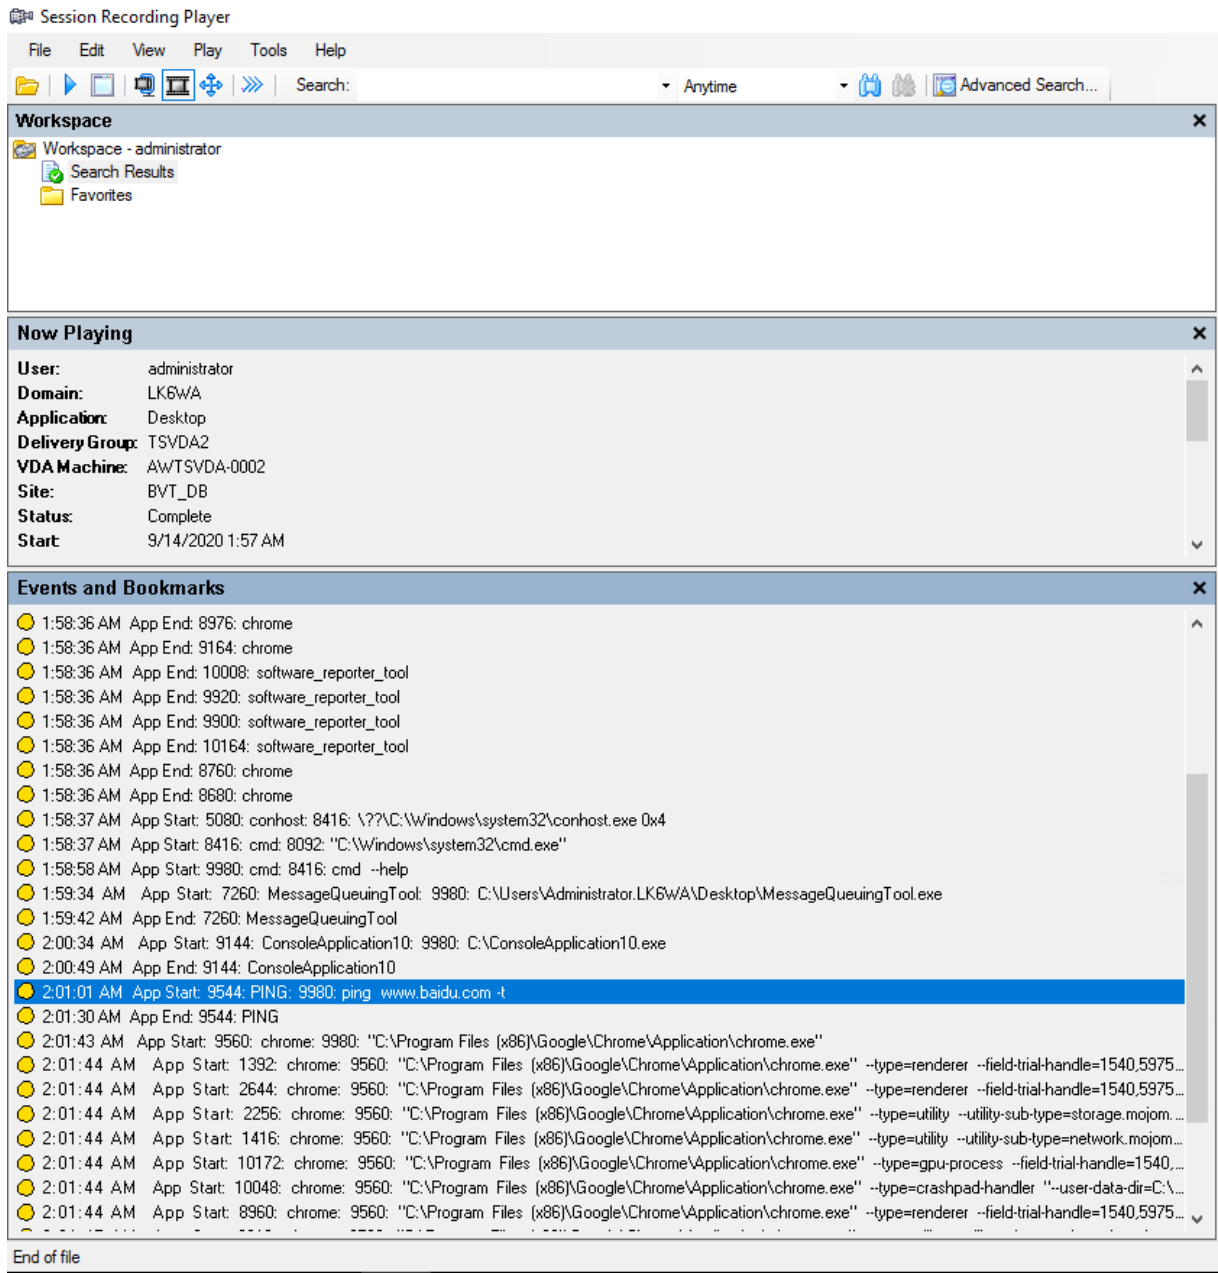 Session Recording Player
File Edit View Play Tools Help
Search: Anytime Advanced Search...
Workspace
Workspace - administrator
Search Results
Favorites
Now Playing
User: administrator
Domain: LK6WA
Application: Desktop
Delivery Group: TSVDA2
VDA Machine: AWTSVDA-0002
Site: BVT_DB
Status: Complete
Start: 9/14/2020 1:57 AM
Events and Bookmarks
1:58:36 AM App End: 8976: chrome
1:58:36 AM App End: 9164: chrome
1:58:36 AM App End: 10008: software_reporter_tool
1:58:36 AM App End: 9920: software_reporter_tool
1:58:36 AM App End: 9900: software_reporter_tool
1:58:36 AM App End: 10164: software_reporter_tool
1:58:36 AM App End: 8760: chrome
1:58:36 AM App End: 8680: chrome
1:58:37 AM App Start: 5080: conhost: 8416: \??\C:\Windows\system32\conhost.exe 0x4
1:58:37 AM App Start: 8416: cmd: 8092: "C:\Windows\system32\cmd.exe"
1:58:58 AM App Start: 9980: cmd: 8416: cmd --help
1:59:34 AM App Start: 7260: MessageQueuingTool: 9980: C:\Users\Administrator.LK6WA\Desktop\MessageQueuingTool.exe
1:59:42 AM App End: 7260: MessageQueuingTool
2:00:34 AM App Start: 9144: ConsoleApplication10: 9980: C:\ConsoleApplication10.exe
2:00:49 AM App End: 9144: ConsoleApplication10
2:01:01 AM App Start: 9544: PING: 9980: ping www.baidu.com -t
2:01:30 AM App End: 9544: PING
2:01:43 AM App Start: 9560: chrome: 9980: "C:\Program Files (x86)\Google\Chrome\Application\chrome.exe"
2:01:44 AM App Start: 1392: chrome: 9560: "C:\Program Files (x86)\Google\Chrome\Application\chrome.exe" --type=renderer --field-trial-handle=1540,5975...
2:01:44 AM App Start: 2644: chrome: 9560: "C:\Program Files (x86)\Google\Chrome\Application\chrome.exe" --type=renderer --field-trial-handle=1540,5975...
2:01:44 AM App Start: 2256: chrome: 9560: "C:\Program Files (x86)\Google\Chrome\Application\chrome.exe" --type=utility --utility-sub-type=storage.mojom....
2:01:44 AM App Start: 1416: chrome: 9560: "C:\Program Files (x86)\Google\Chrome\Application\chrome.exe" --type=utility --utility-sub-type=network.mojom...
2:01:44 AM App Start: 10172: chrome: 9560: "C:\Program Files (x86)\Google\Chrome\Application\chrome.exe" --type=gpu-process --field-trial-handle=1540,...
2:01:44 AM App Start: 10048: chrome: 9560: "C:\Program Files (x86)\Google\Chrome\Application\chrome.exe" --type=crashpad-handler "--user-data-dir=C:\...
2:01:44 AM App Start: 8960: chrome: 9560: "C:\Program Files (x86)\Google\Chrome\Application\chrome.exe" --type=renderer --field-trial-handle=1540,5975...
End of file